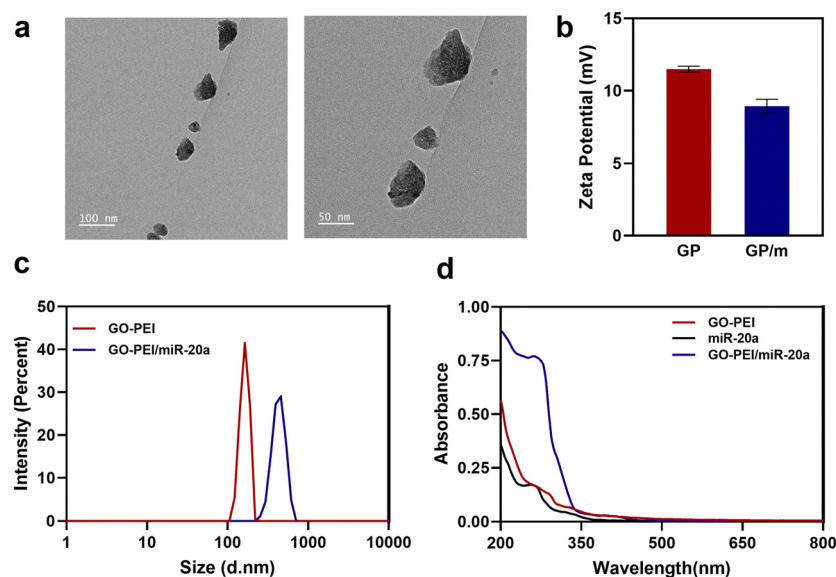 a
100 nm
50 nm
b
Zeta Potential (mV)
15
10
5
0
GP
GP/m
c
Intensity (Percent)
50
40
30
20
10
0
GO-PEI
GO-PEI/miR-20a
1
10
100
1000
10000
Size (d.nm)
d
Absorbance
1.00
0.75
0.50
0.25
0.00
GO-PEI
miR-20a
GO-PEI/miR-20a
200
350
500
650
800
Wavelength(nm)